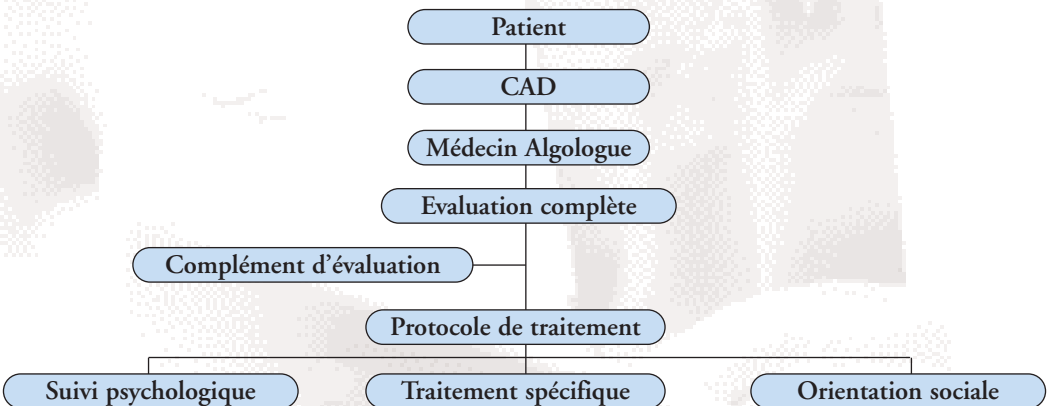 Patient
CAD
Médecin Algologue
Evaluation complète
Complément d'évaluation
Protocole de traitement
Suivi psychologique
Traitement spécifique
Orientation sociale